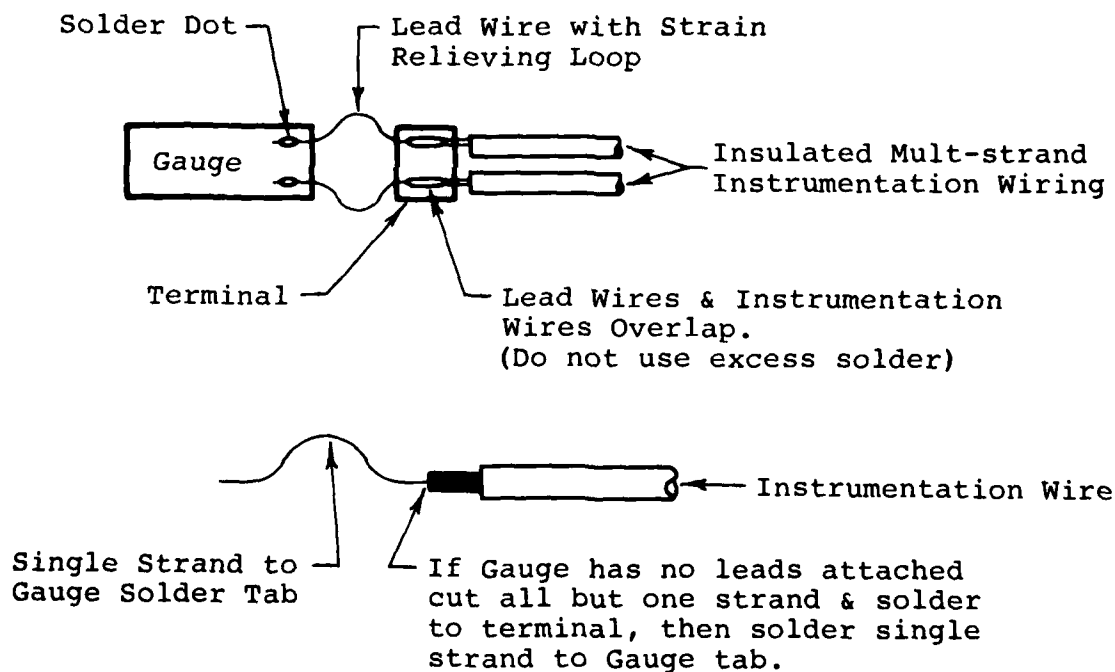 Solder Dot
Lead Wire with Strain
Relieving Loop
Gauge
Insulated Mult-strand
Instrumentation Wiring
Terminal
Lead Wires & Instrumentation
Wires Overlap.
(Do not use excess solder)
Instrumentation Wire
Single Strand to
Gauge Solder Tab
If Gauge has no leads attached
cut all but one strand & solder
to terminal, then solder single
strand to Gauge tab.